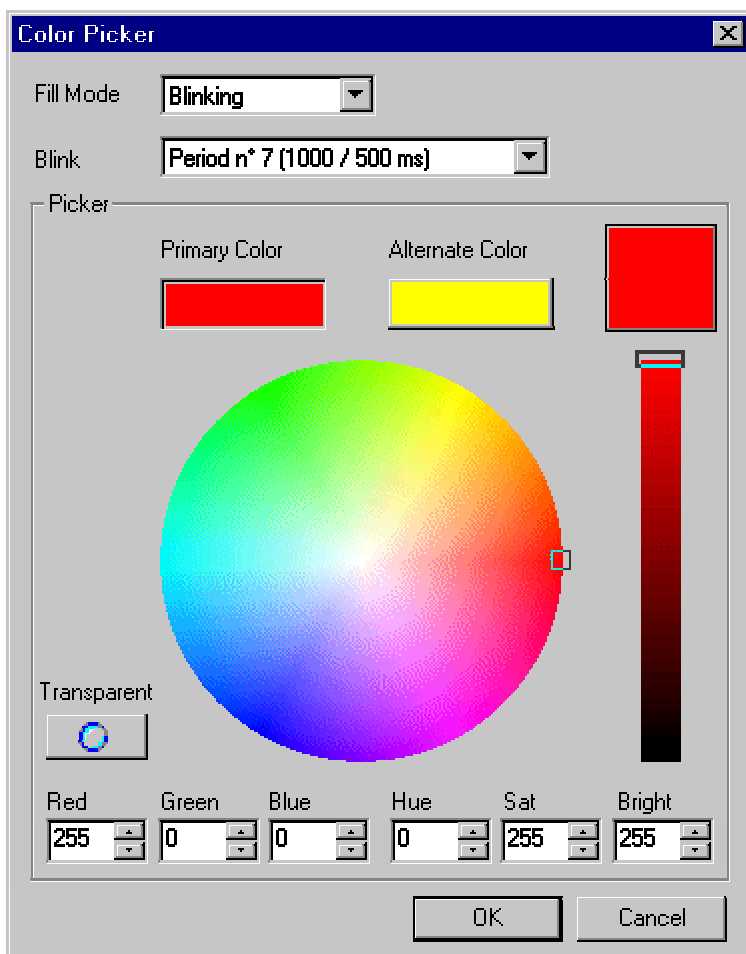 Color Picker
Fill Mode
Blinking
Blink
Period n° 7 (1000 / 500 ms)
Picker
Primary Color
Alternate Color
Transparent
Red Green Blue Hue Sat Bright
255 0 0 0 255 255
OK Cancel